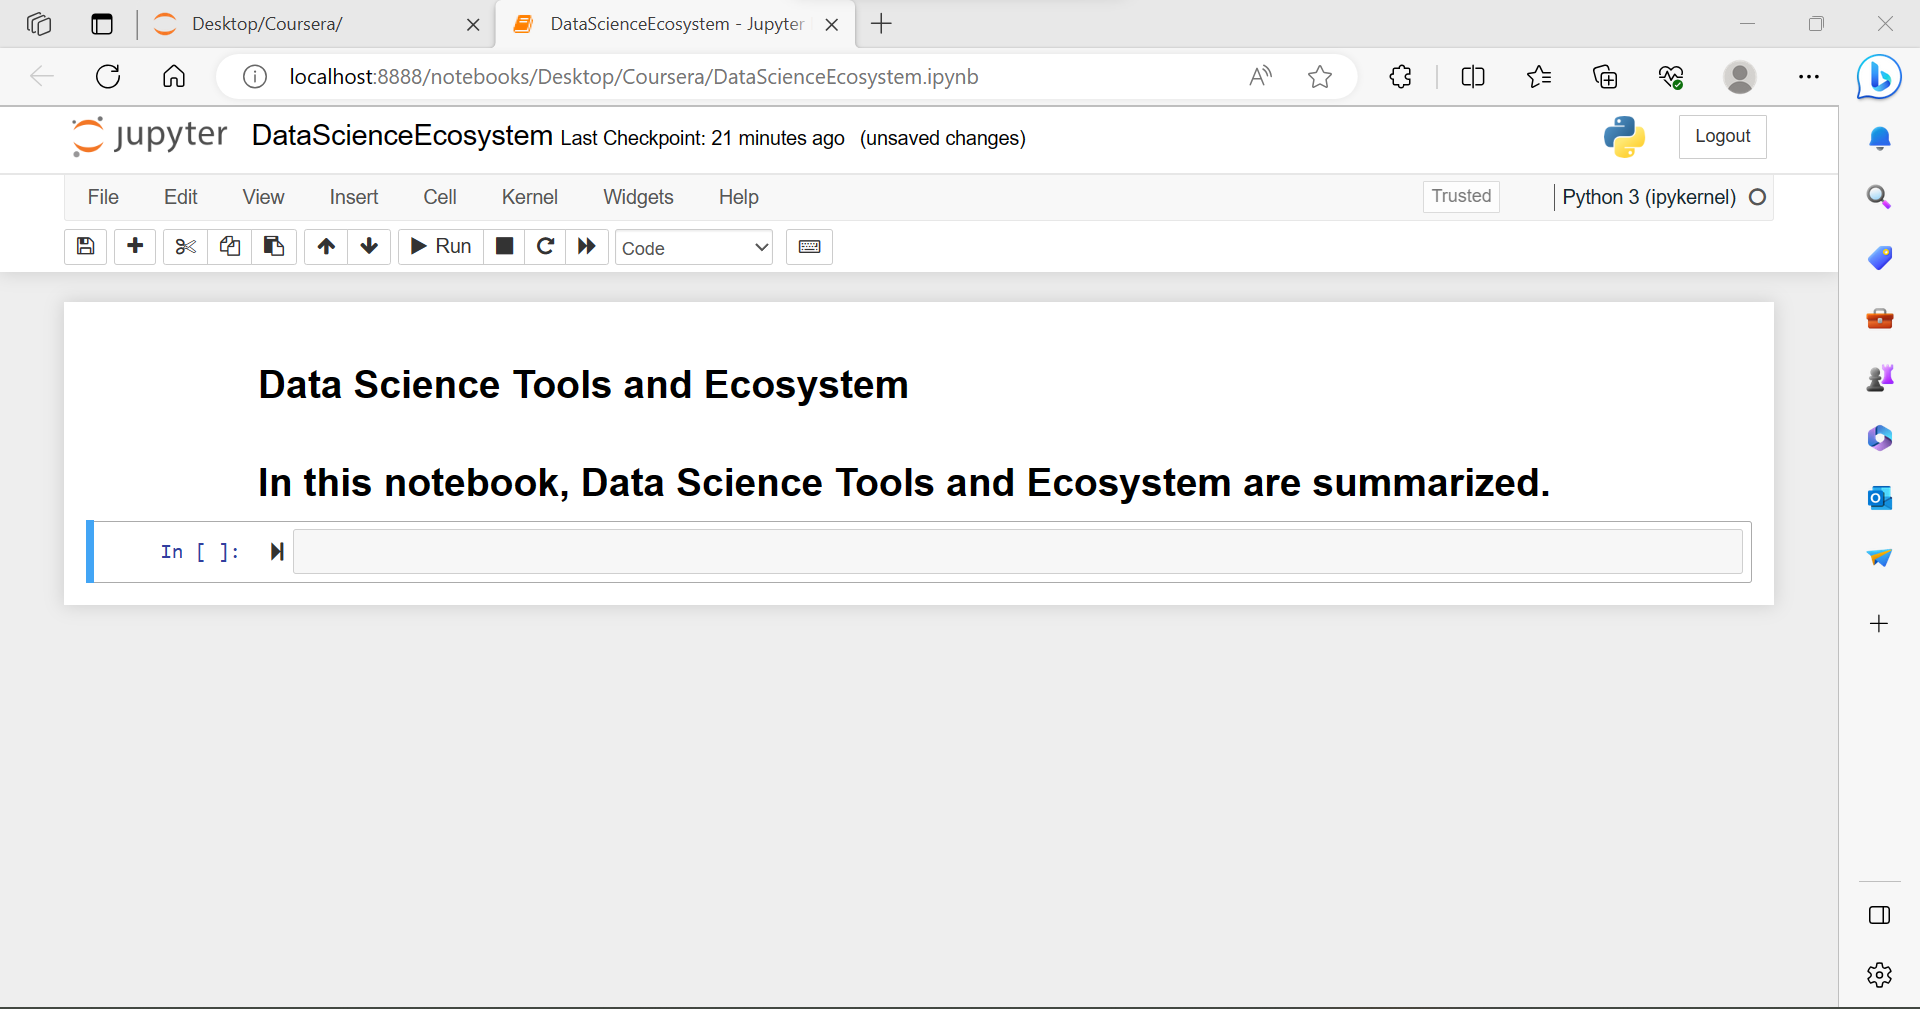 Desktop/Coursera/
DataScienceEcosystem - Jupyter
localhost:8888/notebooks/Desktop/Coursera/DataScienceEcosystem.ipynb
jupyter DataScienceEcosystem Last Checkpoint: 21 minutes ago (unsaved changes)
Logout
File Edit View Insert Cell Kernel Widgets Help
Trusted
Python 3 (ipykernel)
Run
Code
Data Science Tools and Ecosystem
In this notebook, Data Science Tools and Ecosystem are summarized.
In [ ]: